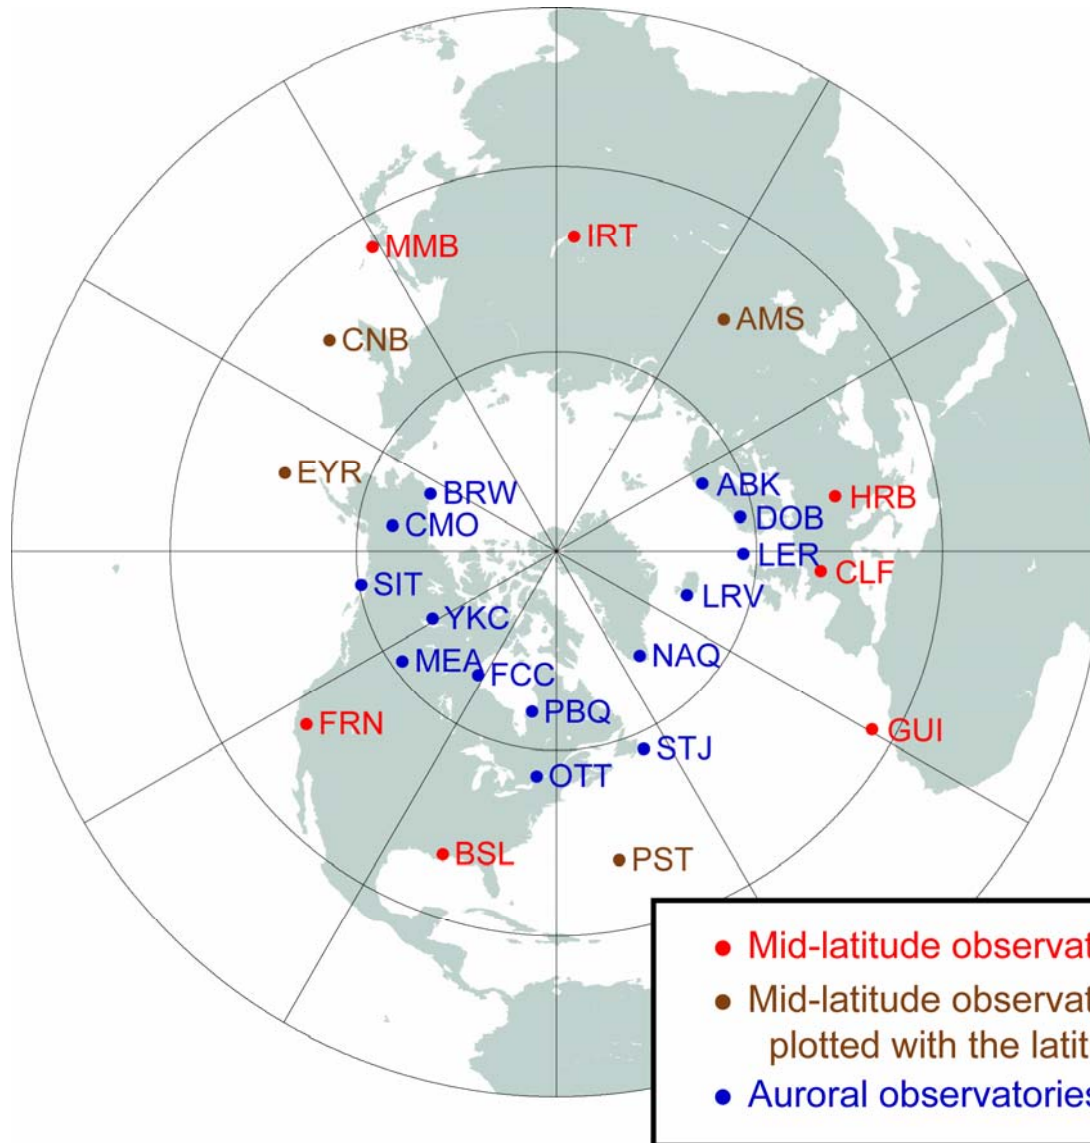 IRT
MMB
AMS
CNB
EYR
BRW
ABK
HRB
CMO
DOB
LER
CLF
SIT
LRV
YKC
NAQ
MEA
FCC
PBQ
FRN
GUI
STJ
OTT
BSL
PST
Mid-latitude observat
Mid-latitude observat
plotted with the latit
Auroral observatories